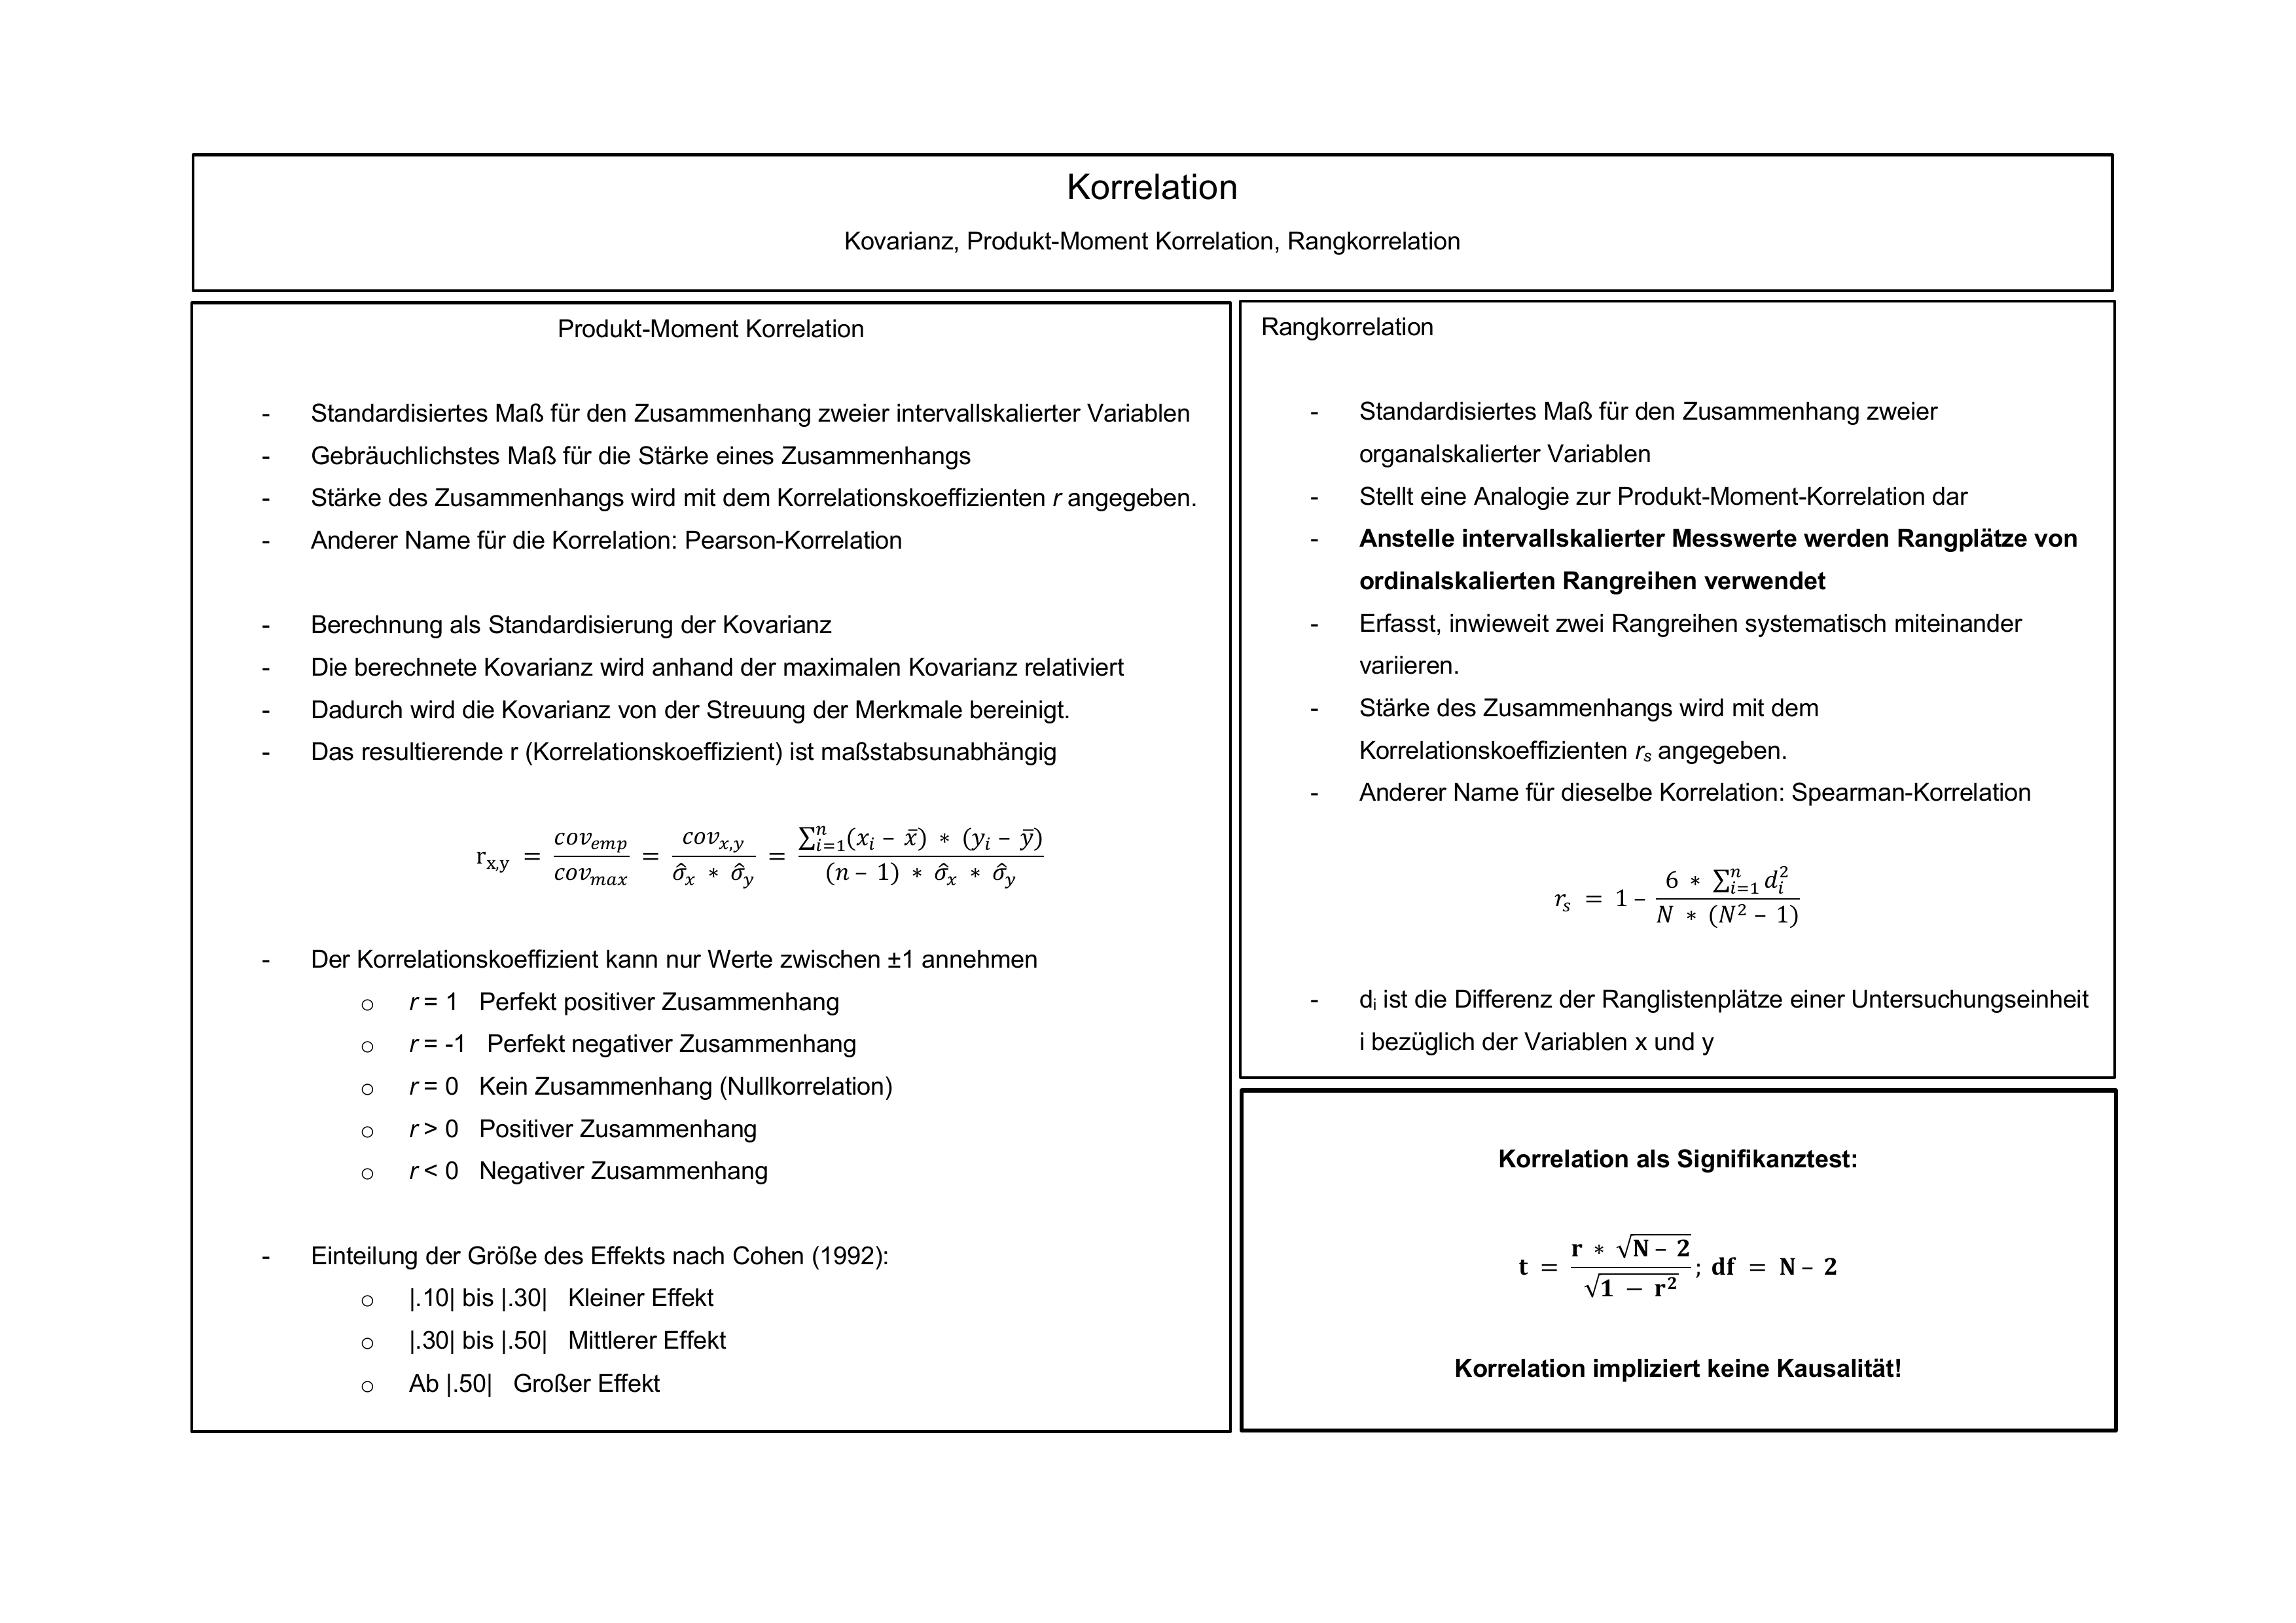 Korrelation
Kovarianz, Produkt-Moment Korrelation, Rangkorrelation
Produkt-Moment Korrelation
- Standardisiertes Maß für den Zusammenhang zweier intervallskalierter Variablen
- Gebräuchlichstes Maß für die Stärke eines Zusammenhangs
- Stärke des Zusammenhangs wird mit dem Korrelationskoeffizienten r angegeben.
- Anderer Name für die Korrelation: Pearson-Korrelation
- Berechnung als Standardisierung der Kovarianz
- Die berechnete Kovarianz wird anhand der maximalen Kovarianz relativiert
- Dadurch wird die Kovarianz von der Streuung der Merkmale bereinigt.
- Das resultierende r (Korrelationskoeffizient) ist maßstabsunabhängig
r_{x,y} = \frac{cov_{emp}}{cov_{max}} = \frac{cov_{x,y}}{\hat{σ}_x * \hat{σ}_y} = \frac{\sum_{i=1}^{n}(x_i – \bar{x}) * (y_i – \bar{y})}{(n – 1) * \hat{σ}_x * \hat{σ}_y}
- Der Korrelationskoeffizient kann nur Werte zwischen ±1 annehmen
o r = 1 Perfekt positiver Zusammenhang
o r = -1 Perfekt negativer Zusammenhang
o r = 0 Kein Zusammenhang (Nullkorrelation)
o r > 0 Positiver Zusammenhang
o r < 0 Negativer Zusammenhang
- Einteilung der Größe des Effekts nach Cohen (1992):
o |.10| bis |.30| Kleiner Effekt
o |.30| bis |.50| Mittlerer Effekt
o Ab |.50| Großer Effekt
Rangkorrelation
- Standardisiertes Maß für den Zusammenhang zweier
organalskalierter Variablen
- Stellt eine Analogie zur Produkt-Moment-Korrelation dar
- Anstelle intervallskalierter Messwerte werden Rangplätze von
ordinalskalierten Rangreihen verwendet
- Erfasst, inwieweit zwei Rangreihen systematisch miteinander
variieren.
- Stärke des Zusammenhangs wird mit dem
Korrelationskoeffizienten r_s angegeben.
- Anderer Name für dieselbe Korrelation: Spearman-Korrelation
r_s = 1 – \frac{6 * \sum_{i=1}^{n} d_i^2}{N * (N^2 – 1)}
- d_i ist die Differenz der Ranglistenplätze einer Untersuchungseinheit
i bezüglich der Variablen x und y
Korrelation als Signifikanztest:
t = \frac{r * \sqrt{N – 2}}{\sqrt{1 − r^2}}; df = N – 2
Korrelation impliziert keine Kausalität!